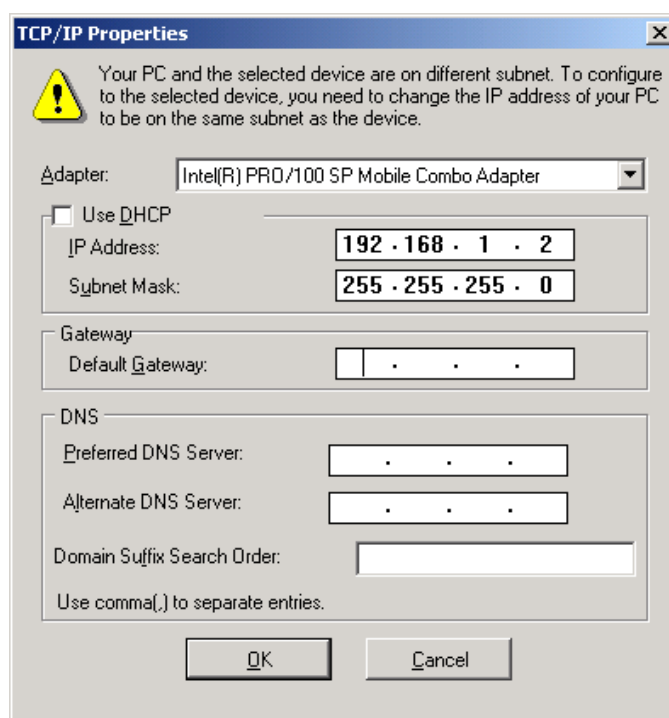 TCP/IP Properties
Your PC and the selected device are on different subnet. To configure
to the selected device, you need to change the IP address of your PC
to be on the same subnet as the device.
Adapter: Intel(R) PRO/100 SP Mobile Combo Adapter
Use DHCP
IP Address: 192 . 168 . 1 . 2
Subnet Mask: 255 . 255 . 255 . 0
Gateway
Default Gateway: . . .
DNS
Preferred DNS Server: . . .
Alternate DNS Server: . . .
Domain Suffix Search Order:
Use comma(,) to separate entries.
OK Cancel